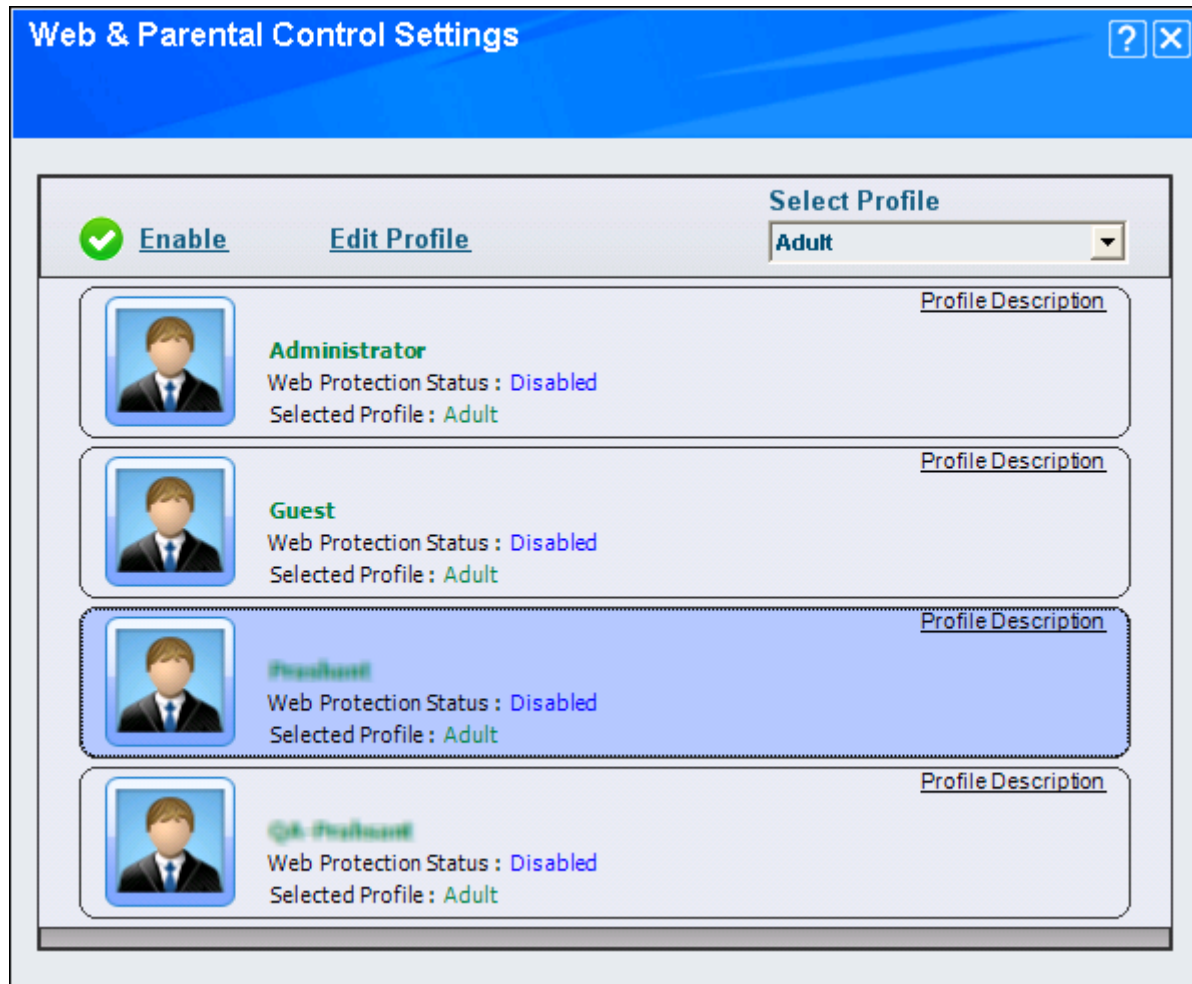 Web & Parental Control Settings
?
Enable
Edit Profile
Select Profile
Adult
Profile Description
Administrator
Web Protection Status : Disabled
Selected Profile : Adult
Profile Description
Guest
Web Protection Status : Disabled
Selected Profile : Adult
Profile Description
Web Protection Status : Disabled
Selected Profile : Adult
Profile Description
Web Protection Status : Disabled
Selected Profile : Adult